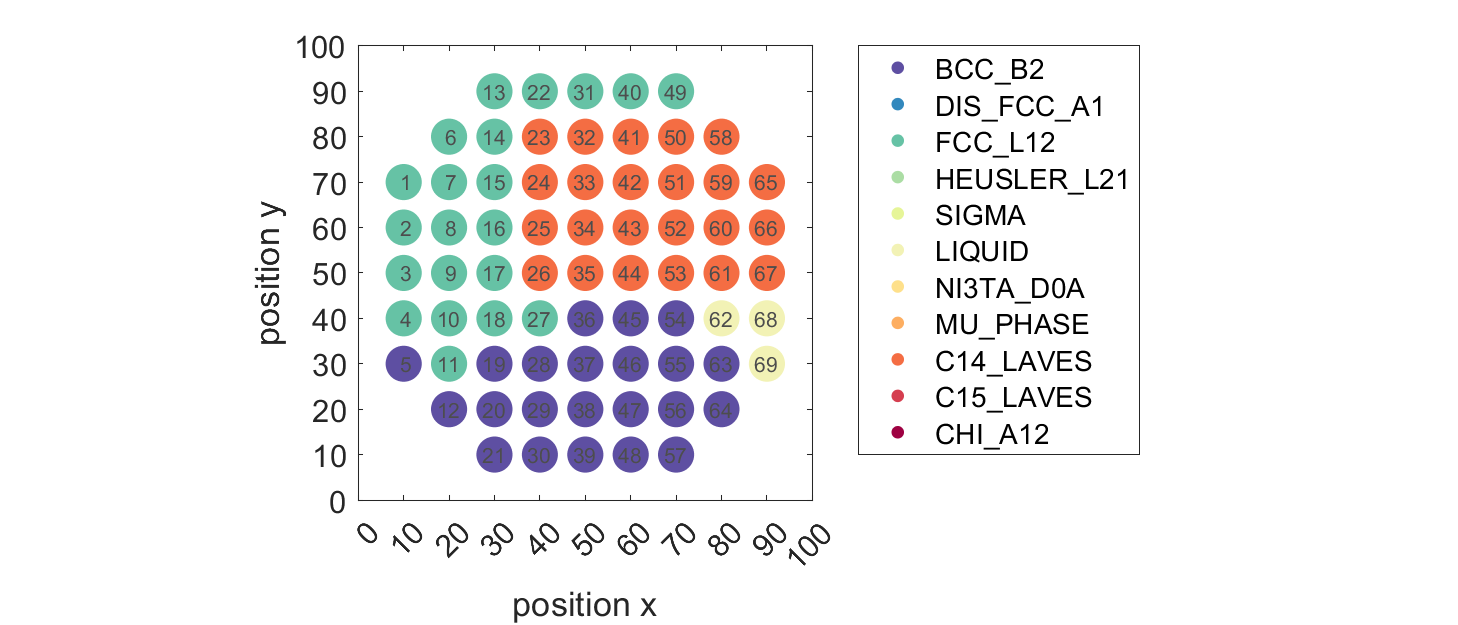 100
90
80
70
60
50
40
30
20
10
0
position y
13 22 31 40 49
6 14 23 32 41 50 58
1 7 15 24 33 42 51 59 65
2 8 16 25 34 43 52 60 66
3 9 17 26 35 44 53 61 67
4 10 18 27 36 45 54 62 68
5 11 19 28 37 46 55 63 69
12 20 29 38 47 56 64
21 30 39 48 57
0 10 20 30 40 50 60 70 80 90 100
position x
BCC_B2
DIS_FCC_A1
FCC_L12
HEUSLER_L21
SIGMA
LIQUID
NI3TA_D0A
MU_PHASE
C14_LAVES
C15_LAVES
CHI_A12